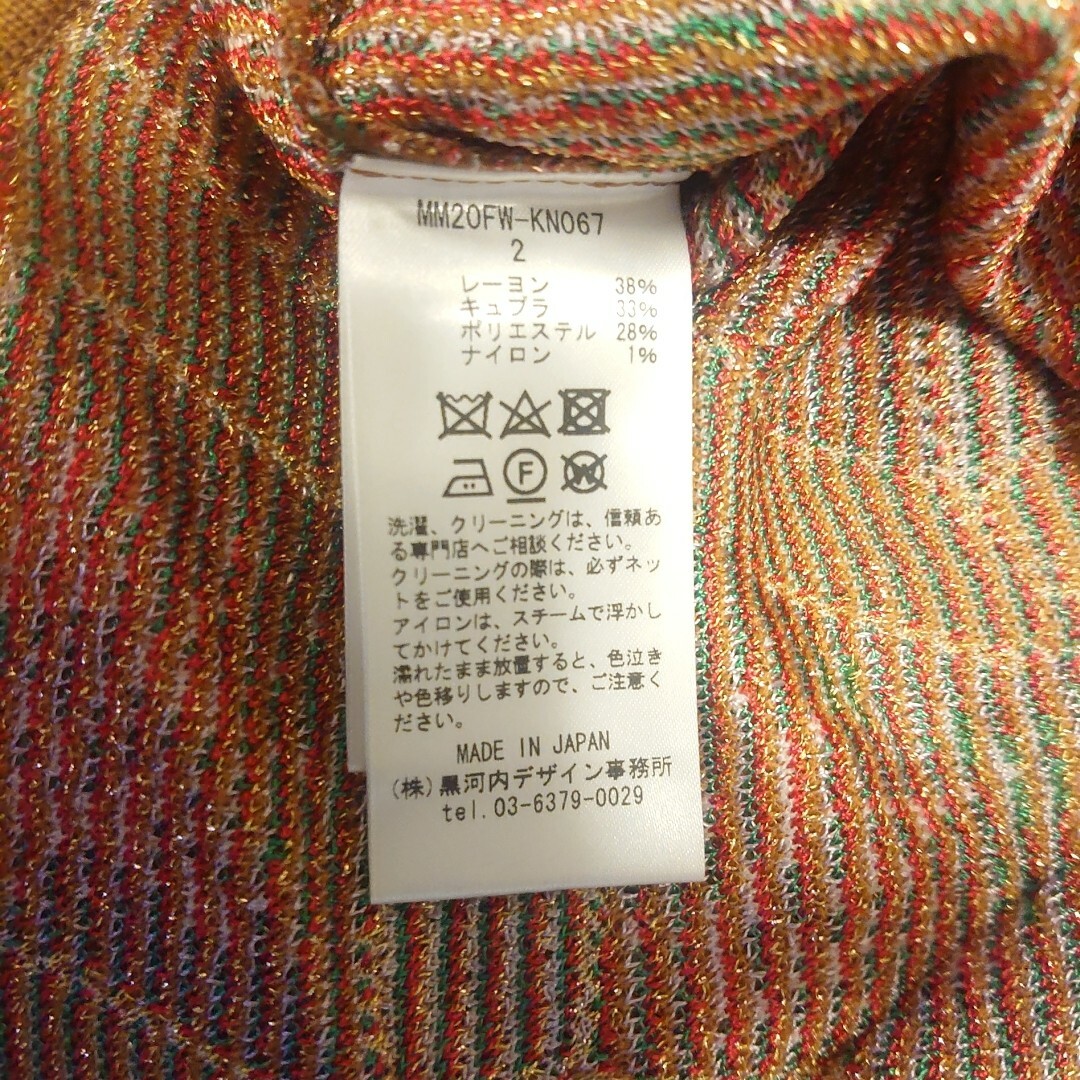 MM20FW-KN067
2
レーヨン 38%
キュプラ 33%
ポリエステル 28%
ナイロン 1%
F
W
洗濯、クリーニングは、信頼あ
る専門店へご相談ください。
クリーニングの際は、必ずネッ
トをご使用ください。
アイロンは、スチームで浮かし
てかけてください。
濡れたまま放置すると、色泣き
や色移りしますので、ご注意く
ださい。
MADE IN JAPAN
(株)黒河内デザイン事務所
tel.03-6379-0029